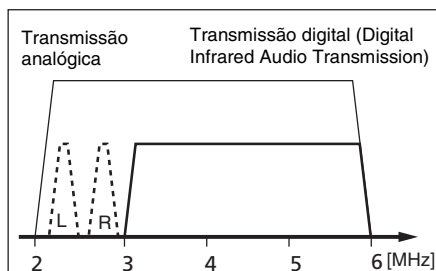 Transmissão
analógica
Transmissão digital (Digital
Infrared Audio Transmission)
L
R
2 3 4 5 6 [MHz]